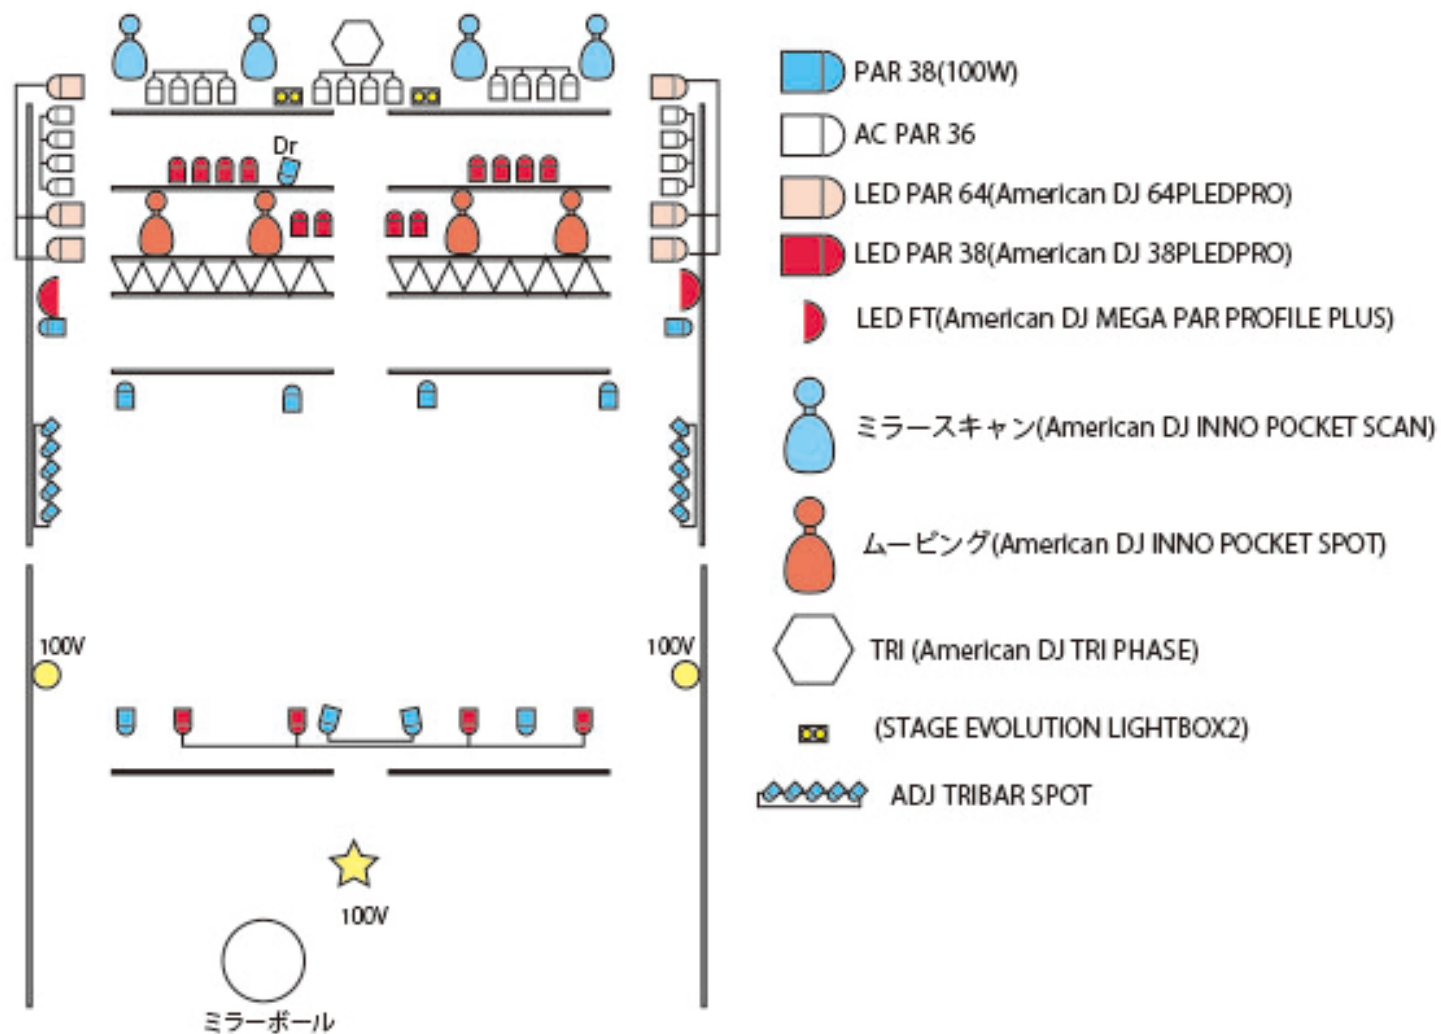 PAR 38(100W)
AC PAR 36
Dr
LED PAR 64(American DJ 64PLEDPRO)
LED PAR 38(American DJ 38PLEDPRO)
LED FT(American DJ MEGA PAR PROFILE PLUS)
ミラースキャン(American DJ INNO POCKET SCAN)
ムービング(American DJ INNO POCKET SPOT)
100V
100V
TRI (American DJ TRI PHASE)
(STAGE EVOLUTION LIGHTBOX2)
ADJ TRIBAR SPOT
100V
ミラーボール